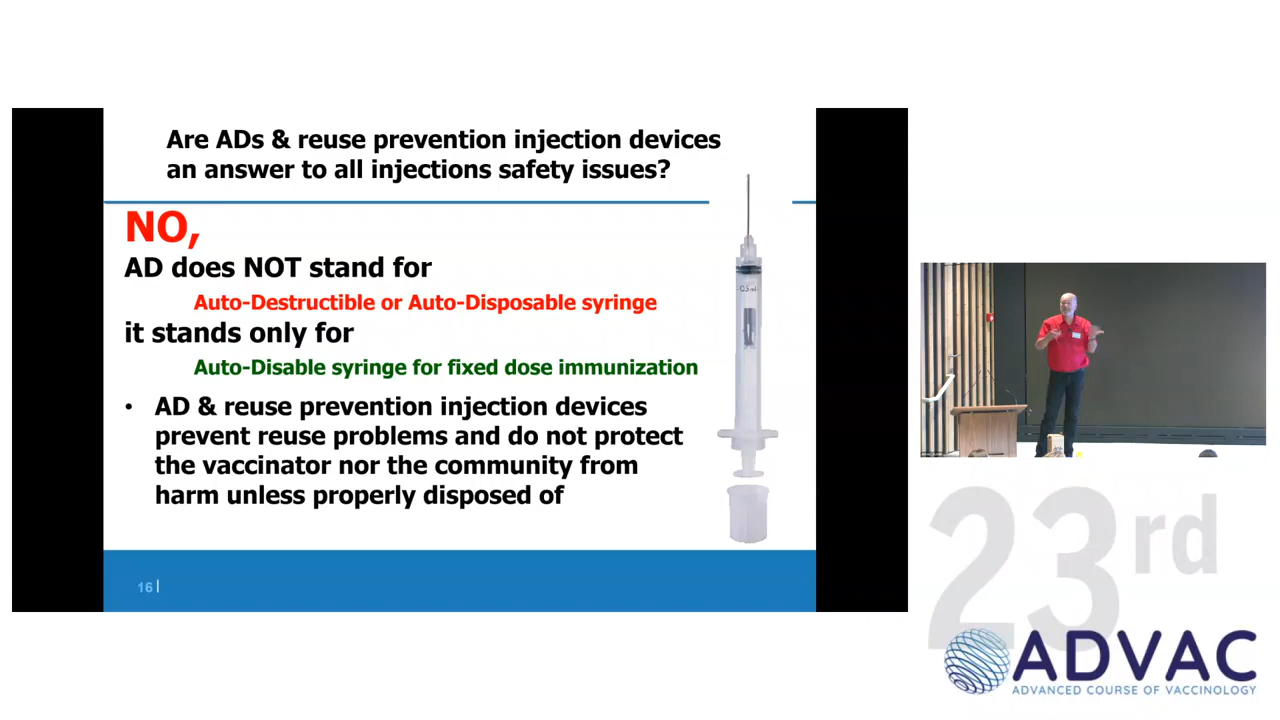 Are ADs & reuse prevention injection devices
an answer to all injections safety issues?
NO,
AD does NOT stand for
Auto-Destructible or Auto-Disposable syringe
it stands only for
Auto-Disable syringe for fixed dose immunization
• AD & reuse prevention injection devices
prevent reuse problems and do not protect
the vaccinator nor the community from
harm unless properly disposed of
0.5 ml
16 |
23rd
ADVAC
ADVANCED COURSE OF VACCINOLOGY